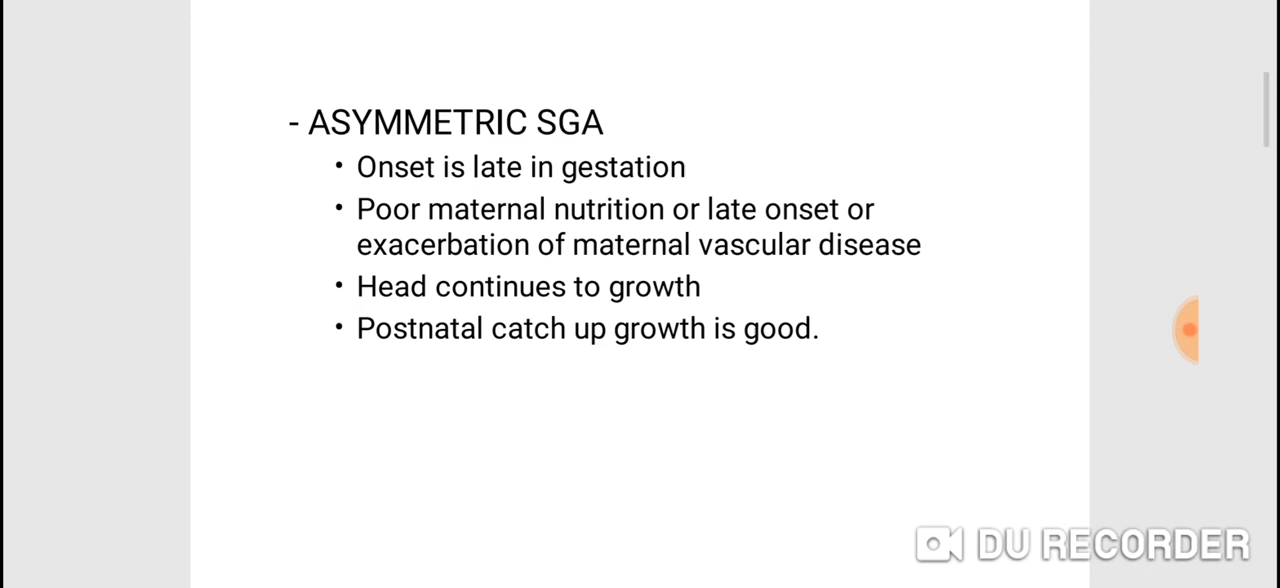 - ASYMMETRIC SGA
• Onset is late in gestation
• Poor maternal nutrition or late onset or
exacerbation of maternal vascular disease
• Head continues to growth
• Postnatal catch up growth is good.
DU RECORDER